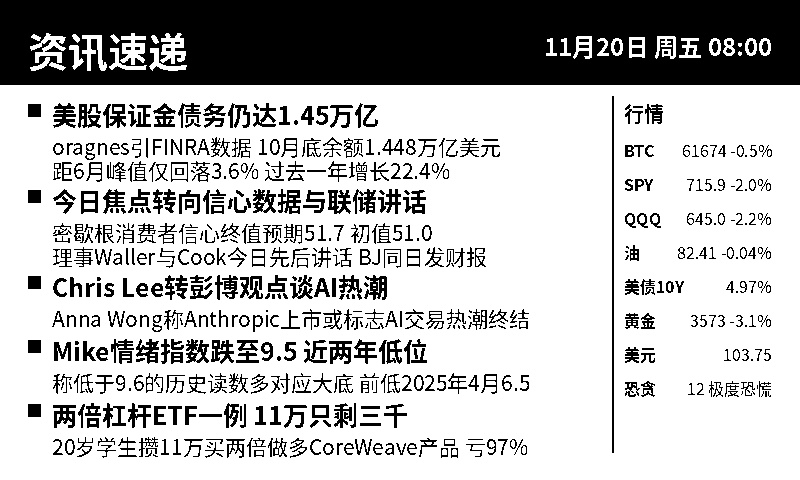 资讯速递
11月20日 周五 08:00
美股保证金债务仍达1.45万亿
oragnes引FINRA数据 10月底余额1.448万亿美元
距6月峰值仅回落3.6% 过去一年增长22.4%
今日焦点转向信心数据与联储讲话
密歇根消费者信心终值预期51.7 初值51.0
理事Waller与Cook今日先后讲话 BJ同日发财报
Chris Lee转彭博观点谈AI热潮
Anna Wong称Anthropic上市或标志AI交易热潮终结
Mike情绪指数跌至9.5 近两年低位
称低于9.6的历史读数多对应大底 前低2025年4月6.5
两倍杠杆ETF一例 11万只剩三千
20岁学生攒11万买两倍做多CoreWeave产品 亏97%
行情
BTC 61674 -0.5%
SPY 715.9 -2.0%
QQQ 645.0 -2.2%
油 82.41 -0.04%
美债10Y 4.97%
黄金 3573 -3.1%
美元 103.75
恐贪 12 极度恐慌